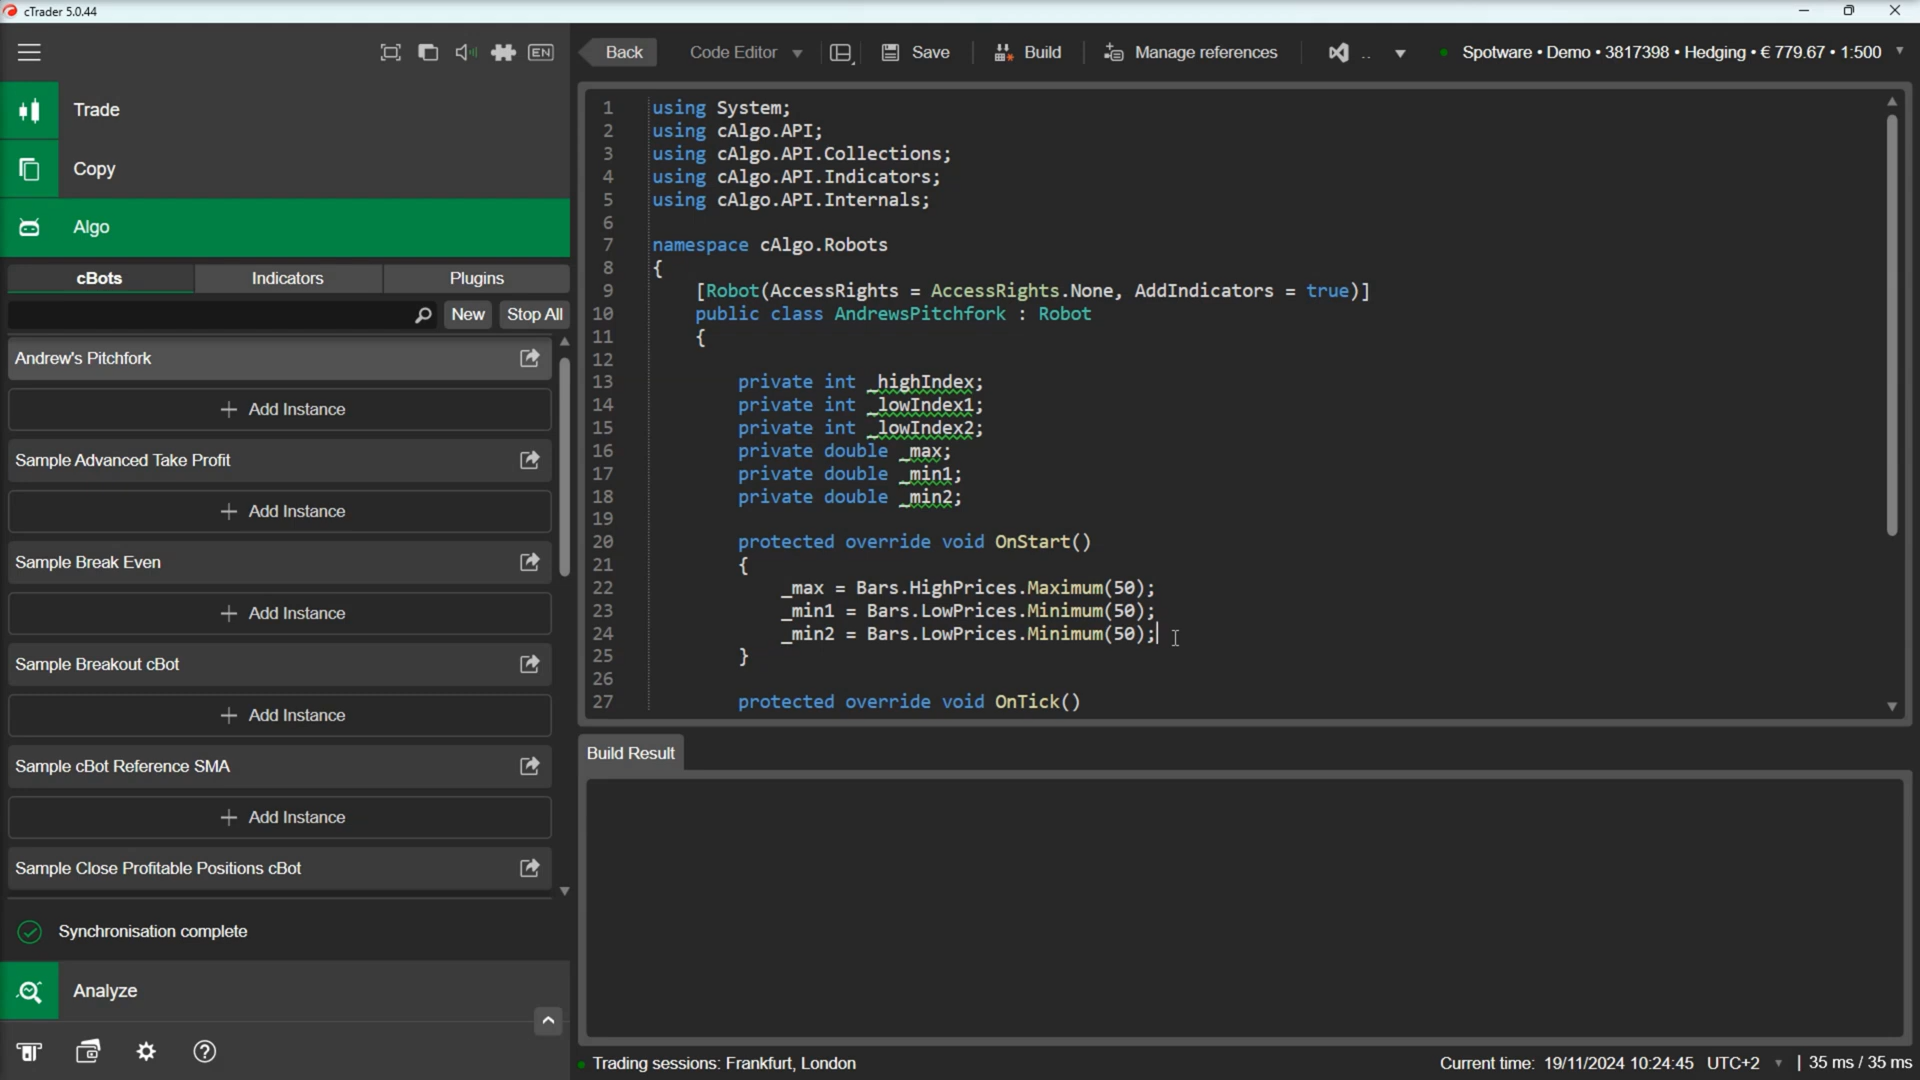 cTrader 5.0.44
EN
Trade
Copy
Algo
cBots
Indicators
Plugins
New
Stop All
Andrew's Pitchfork
Add Instance
Sample Advanced Take Profit
Add Instance
Sample Break Even
Add Instance
Sample Breakout cBot
Add Instance
Sample cBot Reference SMA
Add Instance
Sample Close Profitable Positions cBot
Synchronisation complete
Analyze
Back
Code Editor
Save
Build
Manage references
..
Spotware • Demo • 3817398 • Hedging • € 779.67 • 1:500
1 using System;
2 using cAlgo.API;
3 using cAlgo.API.Collections;
4 using cAlgo.API.Indicators;
5 using cAlgo.API.Internals;
6
7 namespace cAlgo.Robots
8 {
9 [Robot(AccessRights = AccessRights.None, AddIndicators = true)]
10 public class AndrewsPitchfork : Robot
11 {
12
13 private int _highIndex;
14 private int _lowIndex1;
15 private int _lowIndex2;
16 private double _max;
17 private double _min1;
18 private double _min2;
19
20 protected override void OnStart()
21 {
22 _max = Bars.HighPrices.Maximum(50);
23 _min1 = Bars.LowPrices.Minimum(50);
24 _min2 = Bars.LowPrices.Minimum(50);
25 }
26
27 protected override void OnTick()
Build Result
Trading sessions: Frankfurt, London
Current time: 19/11/2024 10:24:45 UTC+2 | 35 ms / 35 ms